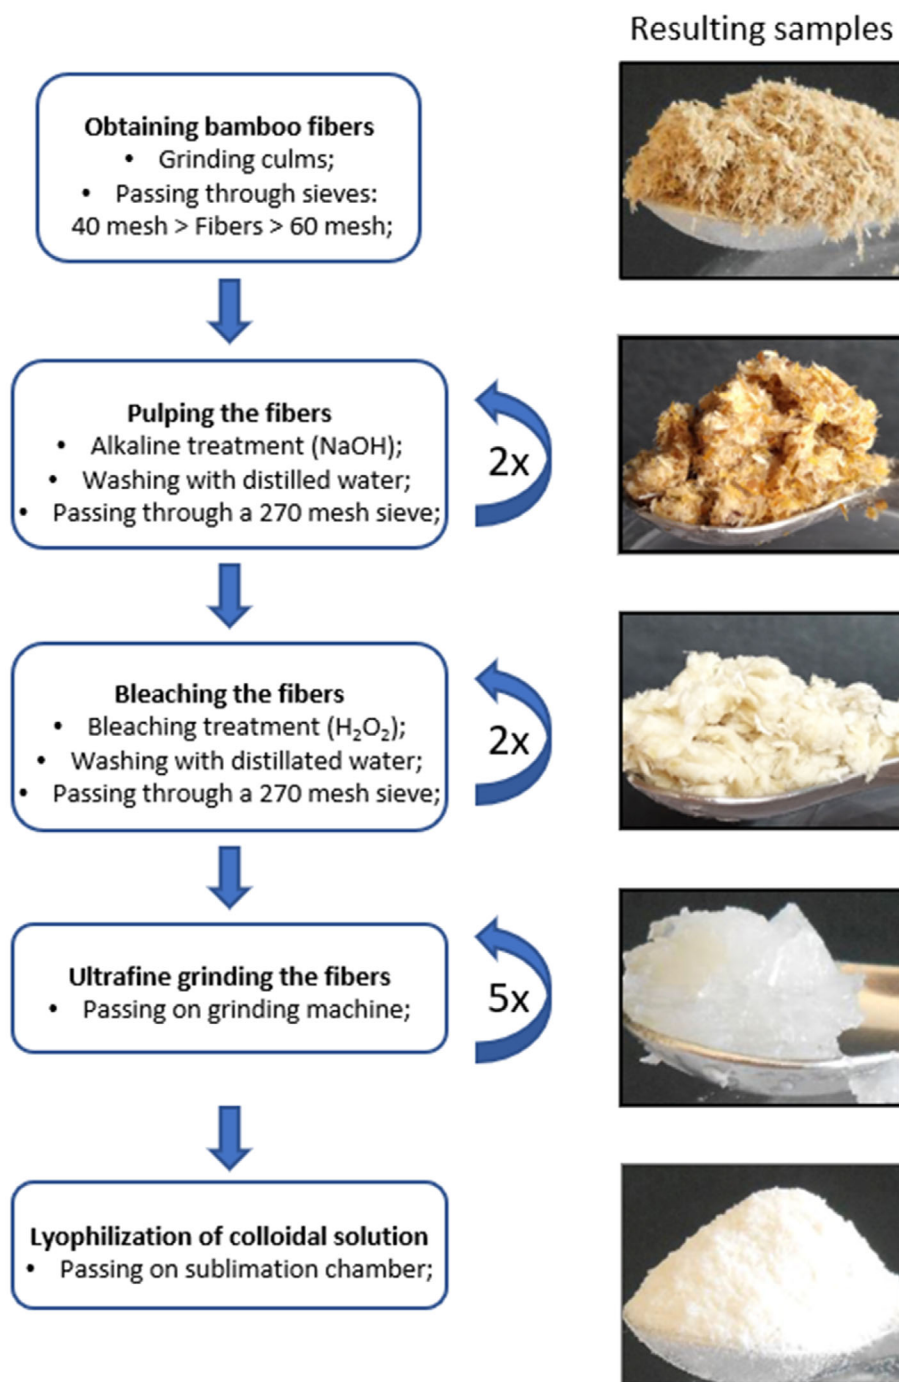 Resulting samples
Obtaining bamboo fibers
• Grinding culms;
• Passing through sieves:
40 mesh > Fibers > 60 mesh;
Pulping the fibers
• Alkaline treatment (NaOH);
• Washing with distilled water;
• Passing through a 270 mesh sieve;
2x
Bleaching the fibers
• Bleaching treatment (H₂O₂);
• Washing with distillated water;
• Passing through a 270 mesh sieve;
2x
Ultrafine grinding the fibers
• Passing on grinding machine;
5x
Lyophilization of colloidal solution
• Passing on sublimation chamber;